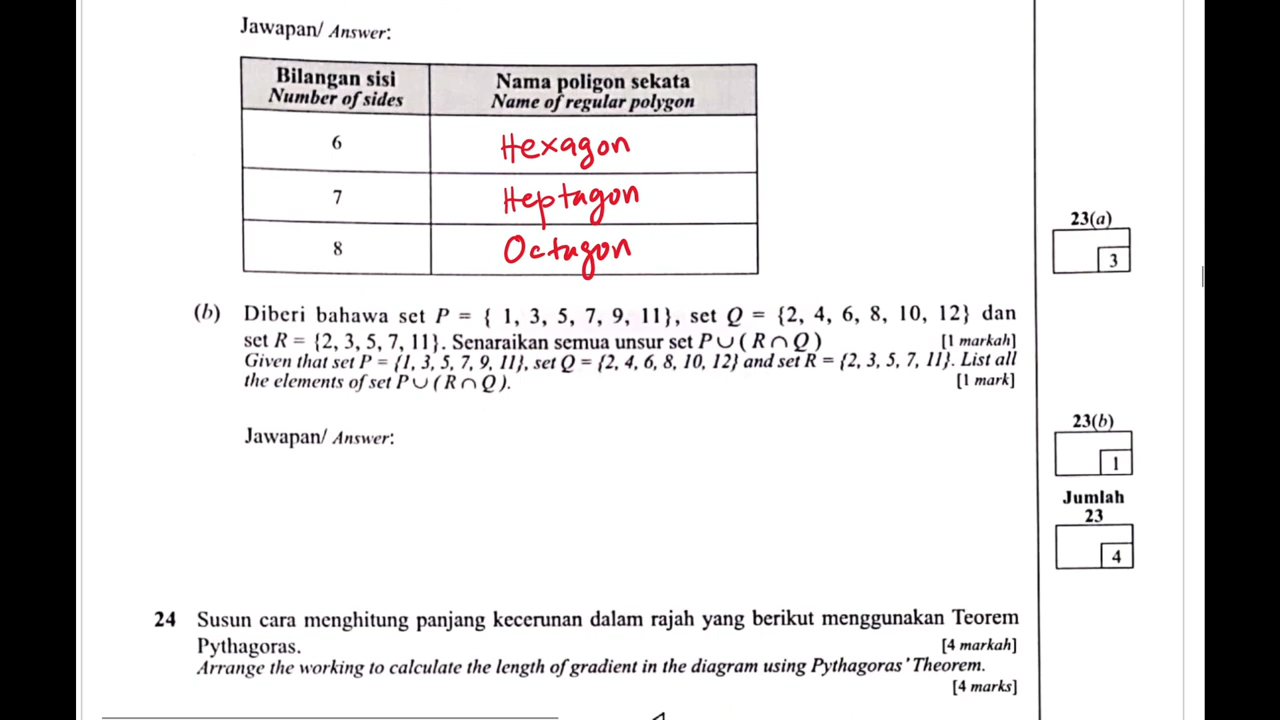 Jawapan/ Answer:
Bilangan sisi
Number of sides
Nama poligon sekata
Name of regular polygon
6
Hexagon
7
Heptagon
8
Octagon
23(a)
3
(b) Diberi bahawa set P = { 1, 3, 5, 7, 9, 11}, set Q = {2, 4, 6, 8, 10, 12} dan
set R = {2, 3, 5, 7, 11}. Senaraikan semua unsur set P ∪ ( R ∩ Q ) [1 markah]
Given that set P = {1, 3, 5, 7, 9, 11}, set Q = {2, 4, 6, 8, 10, 12} and set R = {2, 3, 5, 7, 11}. List all
the elements of set P ∪ ( R ∩ Q ). [1 mark]
Jawapan/ Answer:
23(b)
1
Jumlah
23
4
24 Susun cara menghitung panjang kecerunan dalam rajah yang berikut menggunakan Teorem
Pythagoras. [4 markah]
Arrange the working to calculate the length of gradient in the diagram using Pythagoras' Theorem.
[4 marks]